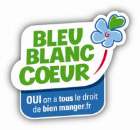 BLEU
BLANC
COEUR
OUI on a tous le droit
de bien manger.fr